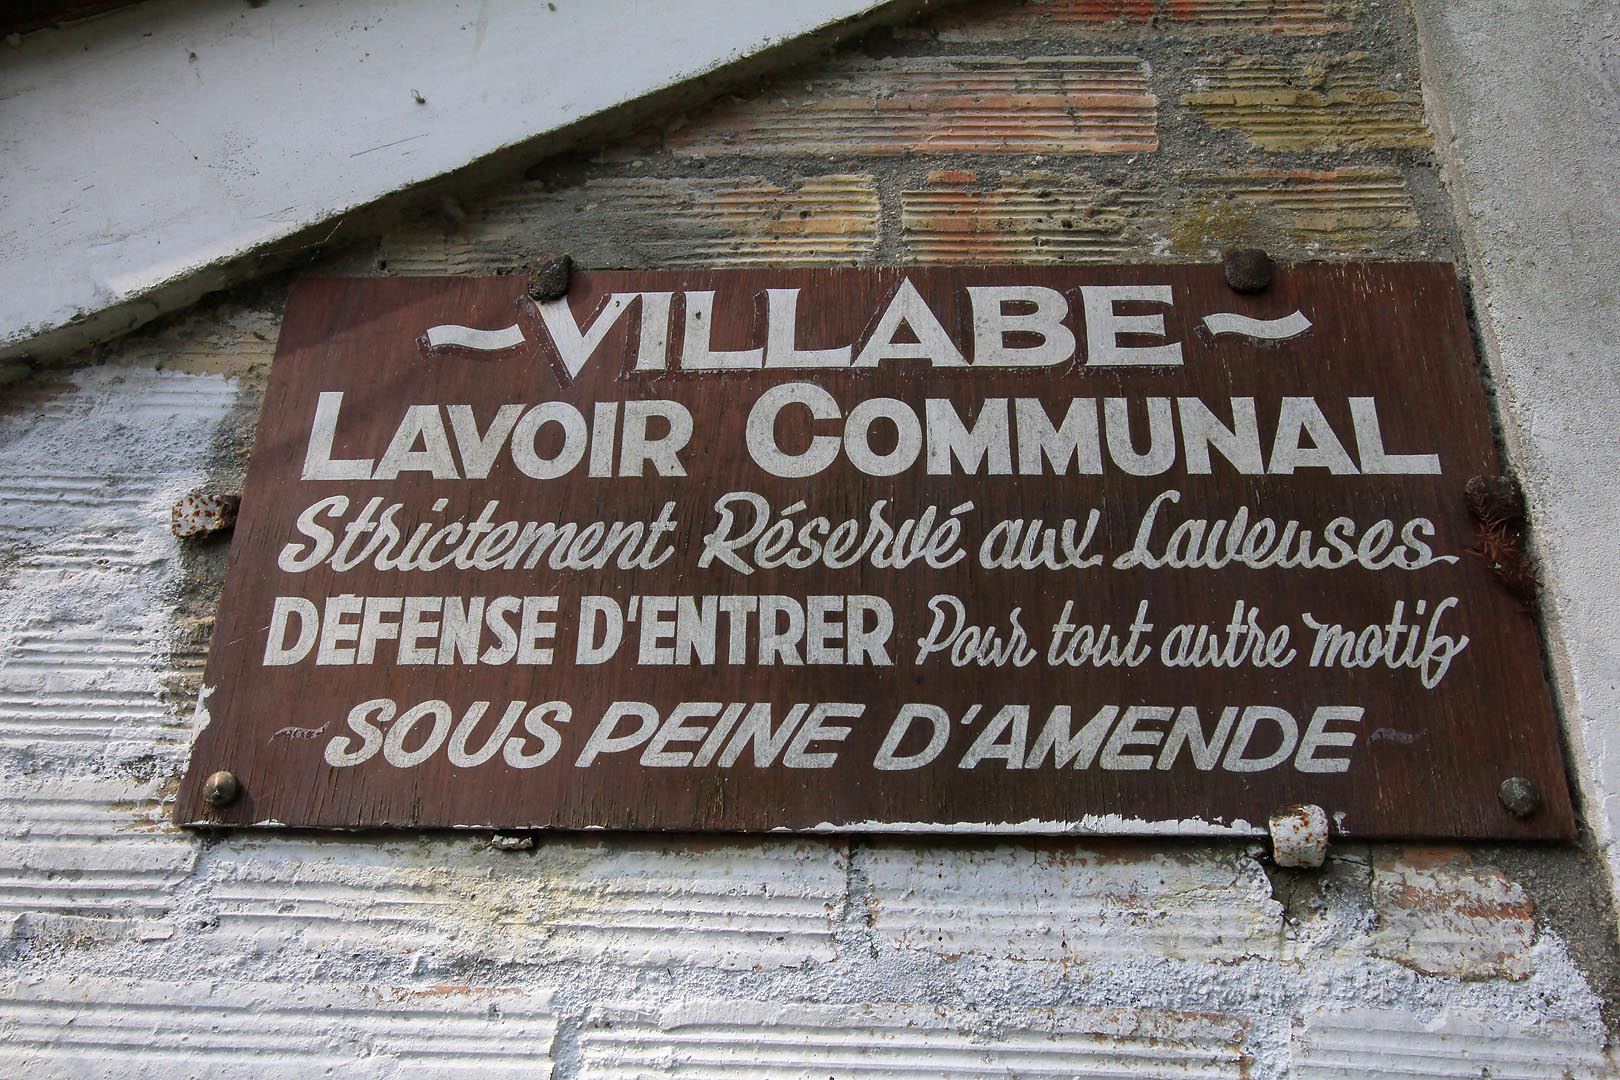 ~ VILLABE ~
LAVOIR COMMUNAL
Strictement Réservé aux Laveuses
DÉFENSE D'ENTRER Pour tout autre motif
~ SOUS PEINE D'AMENDE ~